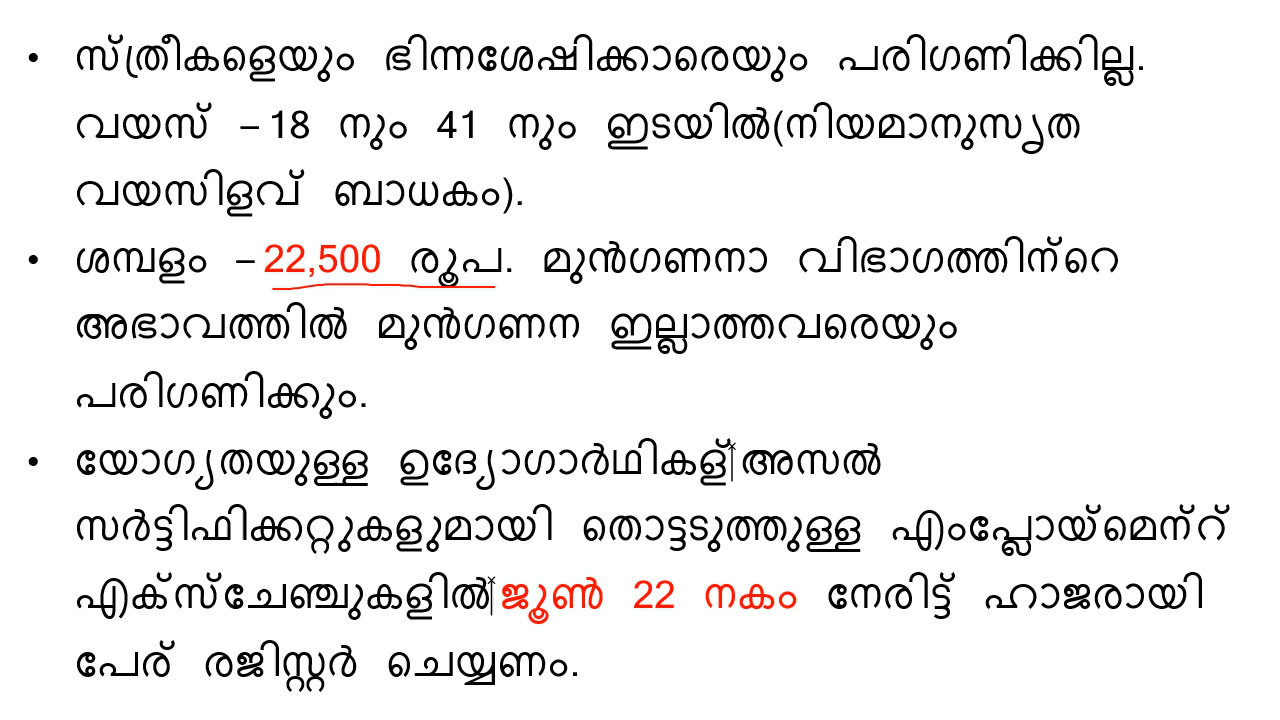 • സ്ത്രീകളെയും ഭിന്നശേഷിക്കാരെയും പരിഗണിക്കില്ല.
വയസ് – 18 നും 41 നും ഇടയിൽ(നിയമാനുസൃത
വയസിളവ് ബാധകം).
• ശമ്പളം – 22,500 രൂപ. മുൻഗണനാ വിഭാഗത്തിന്റെ
അഭാവത്തിൽ മുൻഗണന ഇല്ലാത്തവരെയും
പരിഗണിക്കും.
• യോഗ്യതയുള്ള ഉദ്യോഗാർഥികള്‍ അസൽ
സർട്ടിഫിക്കറ്റുകളുമായി തൊട്ടടുത്തുള്ള എംപ്ലോയ്മെന്റ്
എക്സ്ചേഞ്ചുകളിൽ ജൂൺ 22 നകം നേരിട്ട് ഹാജരായി
പേര് രജിസ്റ്റർ ചെയ്യണം.